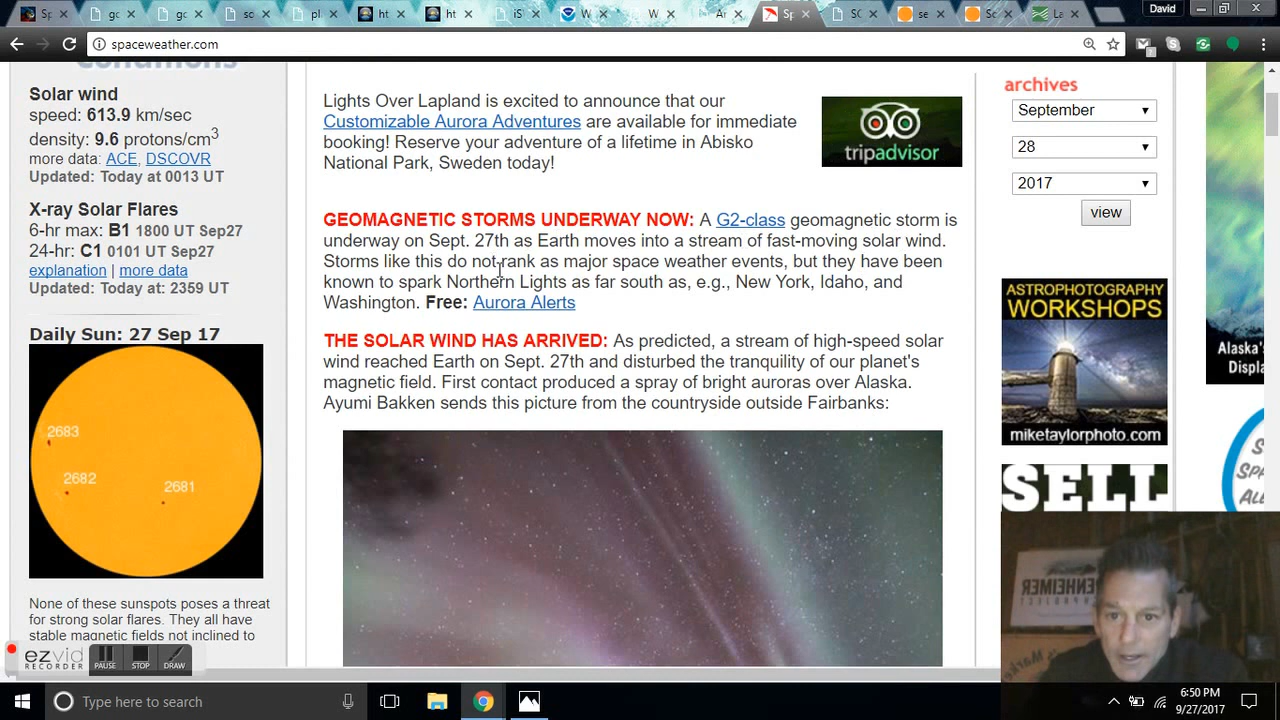 David
spaceweather.com
Conditions
Solar wind
speed: 613.9 km/sec
density: 9.6 protons/cm3
more data: ACE, DSCOVR
Updated: Today at 0013 UT
X-ray Solar Flares
6-hr max: B1 1800 UT Sep27
24-hr: C1 0101 UT Sep27
explanation | more data
Updated: Today at: 2359 UT
Daily Sun: 27 Sep 17
2683
2682
2681
None of these sunspots poses a threat
for strong solar flares. They all have
stable magnetic fields not inclined to
ezvid
RECORDER
PAUSE
STOP
DRAW
Lights Over Lapland is excited to announce that our
Customizable Aurora Adventures are available for immediate
booking! Reserve your adventure of a lifetime in Abisko
National Park, Sweden today!
tripadvisor
GEOMAGNETIC STORMS UNDERWAY NOW: A G2-class geomagnetic storm is
underway on Sept. 27th as Earth moves into a stream of fast-moving solar wind.
Storms like this do not rank as major space weather events, but they have been
known to spark Northern Lights as far south as, e.g., New York, Idaho, and
Washington. Free: Aurora Alerts
THE SOLAR WIND HAS ARRIVED: As predicted, a stream of high-speed solar
wind reached Earth on Sept. 27th and disturbed the tranquility of our planet's
magnetic field. First contact produced a spray of bright auroras over Alaska.
Ayumi Bakken sends this picture from the countryside outside Fairbanks:
archives
September
28
2017
view
ASTROPHOTOGRAPHY
WORKSHOPS
miketaylorphoto.com
SELL
Alaska's
Displa
Type here to search
6:50 PM
9/27/2017